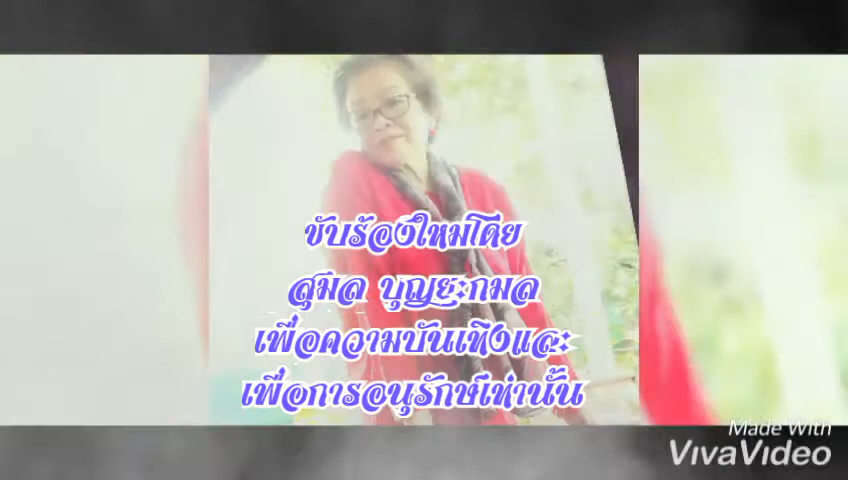 ขับร้องใหมโดย
สุมล บุญยะกมล
เพื่อความบันเทิงและ
เพื่อการอนุรักษ์เท่านั้น
Made With
VivaVideo